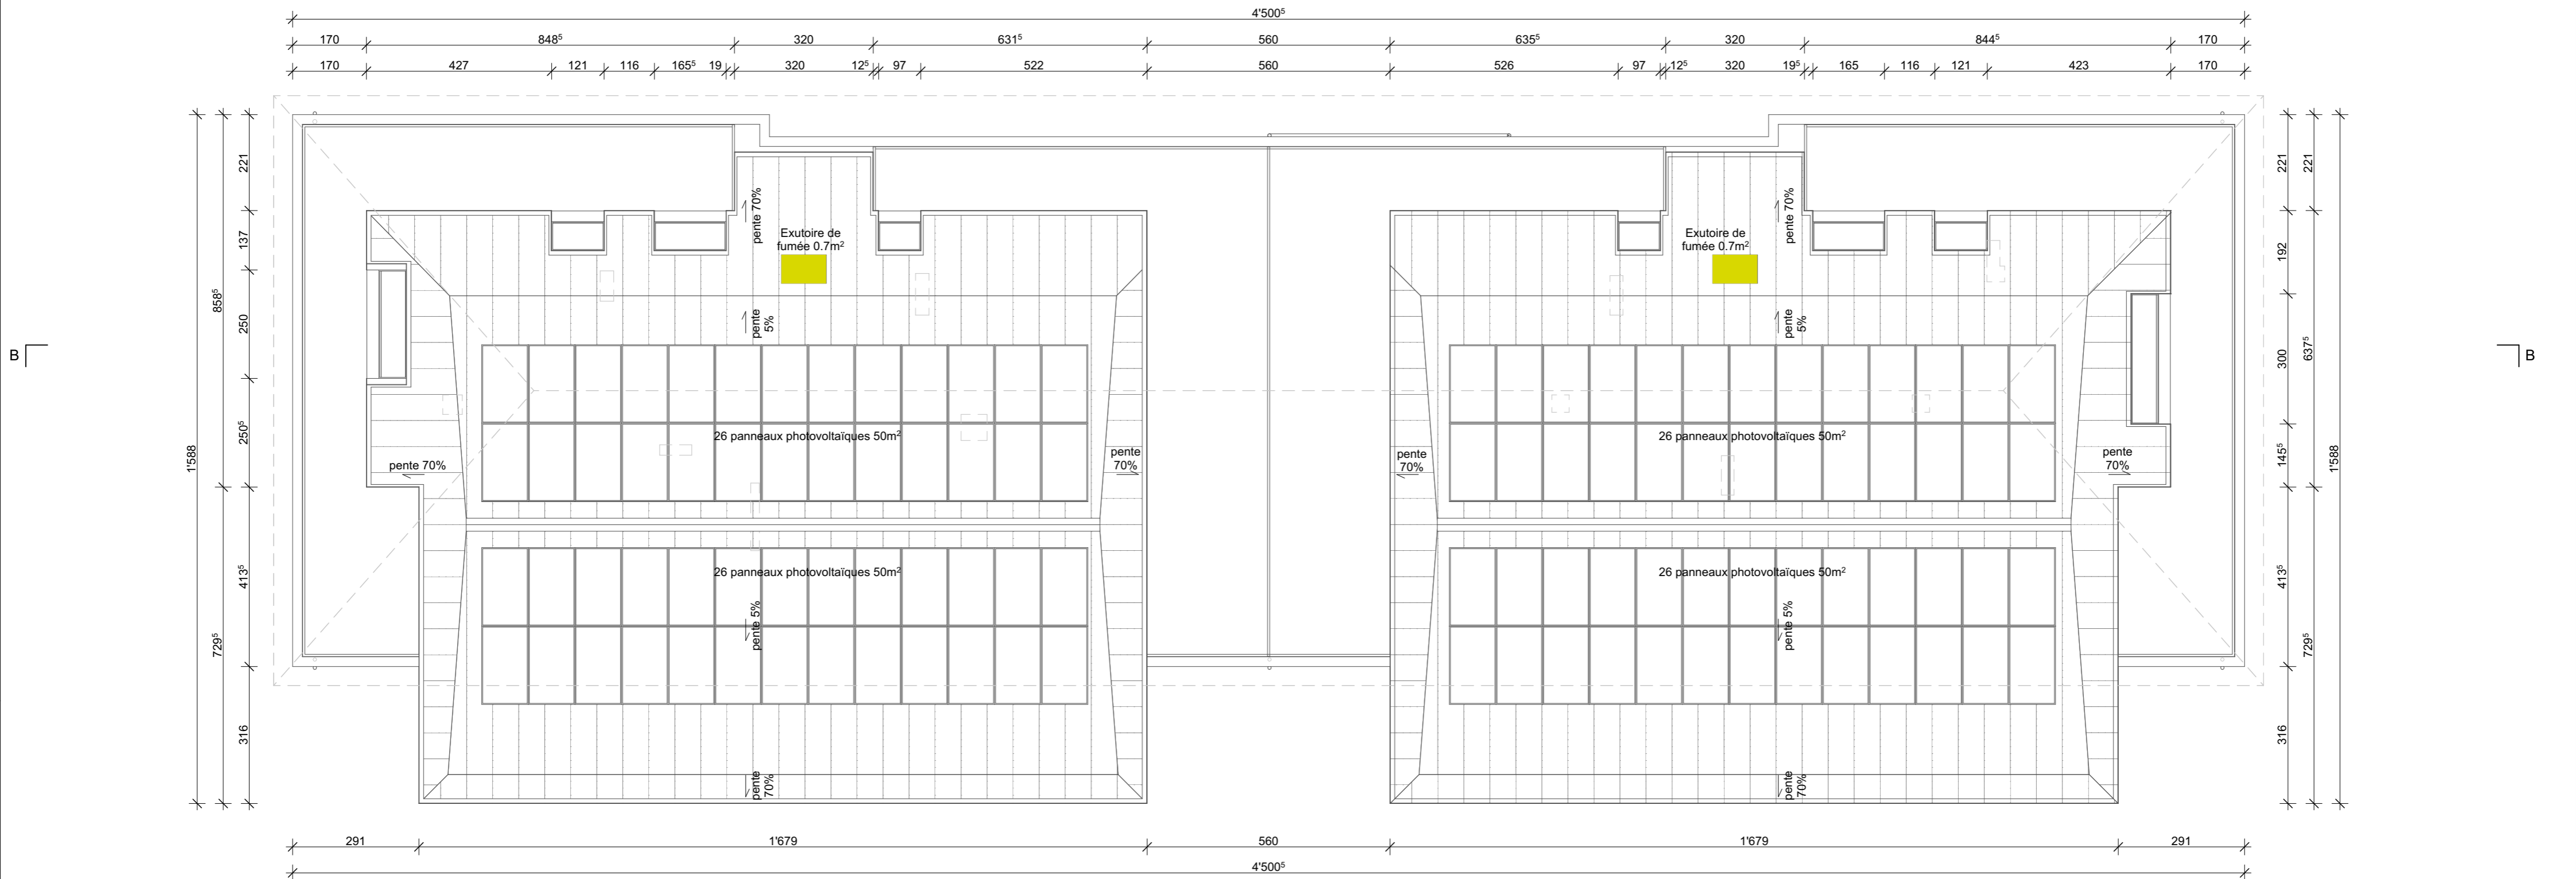 4'500⁵
170 848⁵ 320 631⁵ 560 635⁵ 320 844⁵ 170
170 427 121 116 165⁵ 19 320 12⁵ 97 522 560 526 97 12⁵ 320 19⁵ 165 116 121 423 170
1'588
858⁵
729⁵
221
137
250
250⁵
413⁵
316
B
pente 70%
Exutoire de
fumée 0.7m²
pente
5%
26 panneaux photovoltaïques 50m²
pente 70%
pente
70%
26 panneaux photovoltaïques 50m²
pente 5%
pente
70%
pente 70%
Exutoire de
fumée 0.7m²
pente
5%
26 panneaux photovoltaïques 50m²
pente
70%
pente
70%
26 panneaux photovoltaïques 50m²
pente 5%
pente
70%
221
192
300
145⁵
413⁵
316
221
637⁵
729⁵
1'588
B
291 1'679 560 1'679 291
4'500⁵